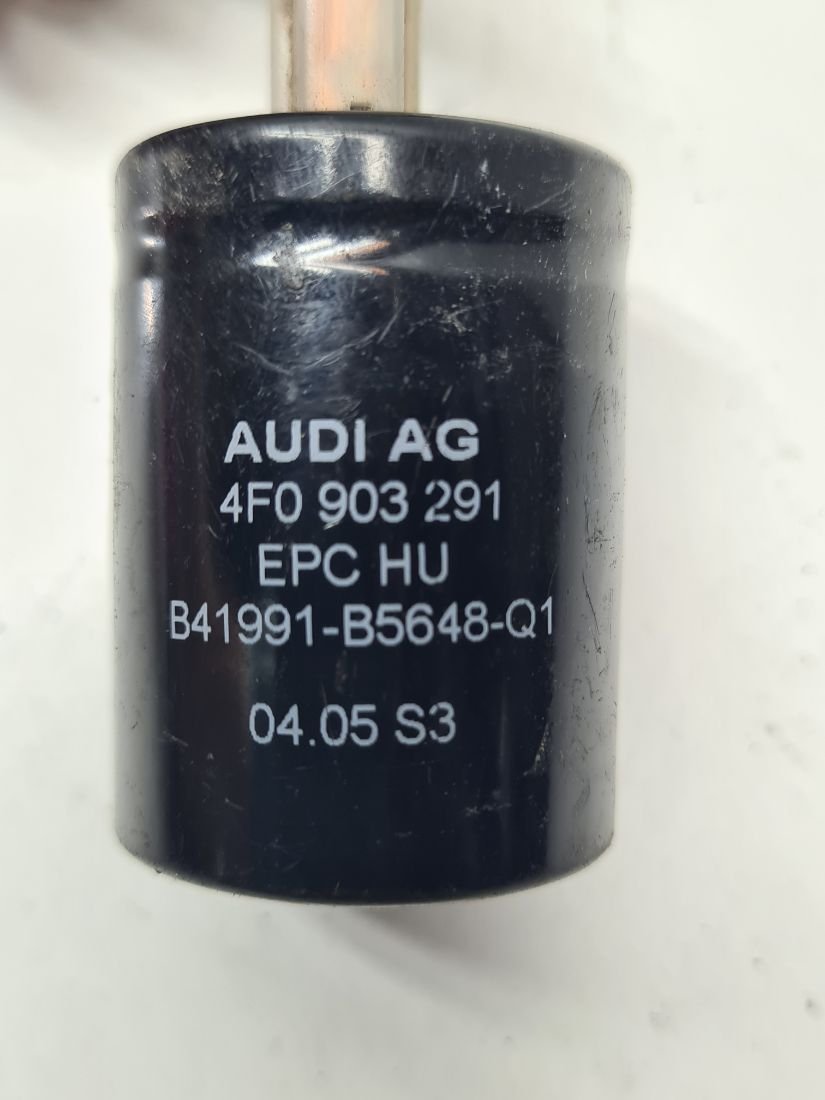 AUDI AG
4F0 903 291
EPC HU
B41991-B5648-Q1
04.05 S3